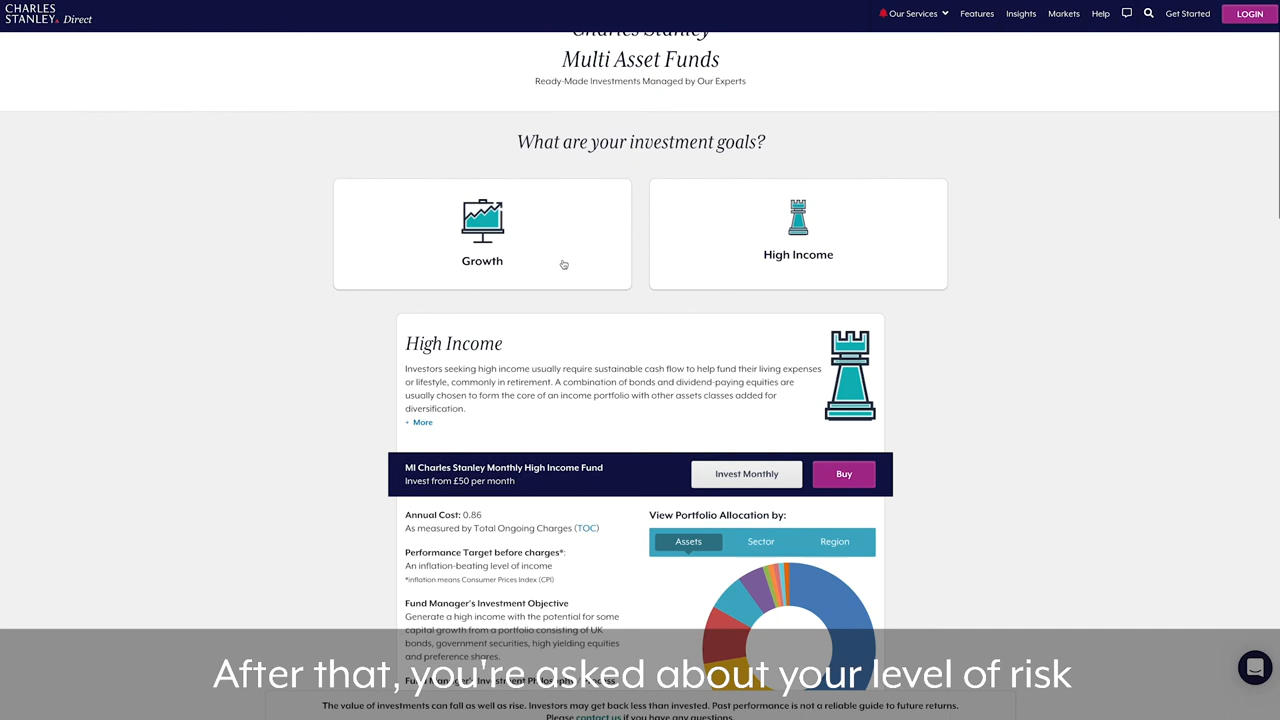 CHARLES
STANLEY. Direct
Our Services
Features
Insights
Markets
Help
Get Started
LOGIN
Charles Stanley
Multi Asset Funds
Ready-Made Investments Managed by Our Experts
What are your investment goals?
Growth
High Income
High Income
Investors seeking high income usually require sustainable cash flow to help fund their living expenses
or lifestyle, commonly in retirement. A combination of bonds and dividend-paying equities are
usually chosen to form the core of an income portfolio with other assets classes added for
diversification.
+ More
MI Charles Stanley Monthly High Income Fund
Invest from £50 per month
Invest Monthly
Buy
Annual Cost: 0.86
As measured by Total Ongoing Charges (TOC)
Performance Target before charges*:
An inflation-beating level of income
*inflation means Consumer Prices Index (CPI)
Fund Manager's Investment Objective
Generate a high income with the potential for some
capital growth from a portfolio consisting of UK
bonds, government securities, high yielding equities
and preference shares.
View Portfolio Allocation by:
Assets
Sector
Region
After that, you're asked about your level of risk
The value of investments can fall as well as rise. Investors may get back less than invested. Past performance is not a reliable guide to future returns.
Please contact us if you have any questions.